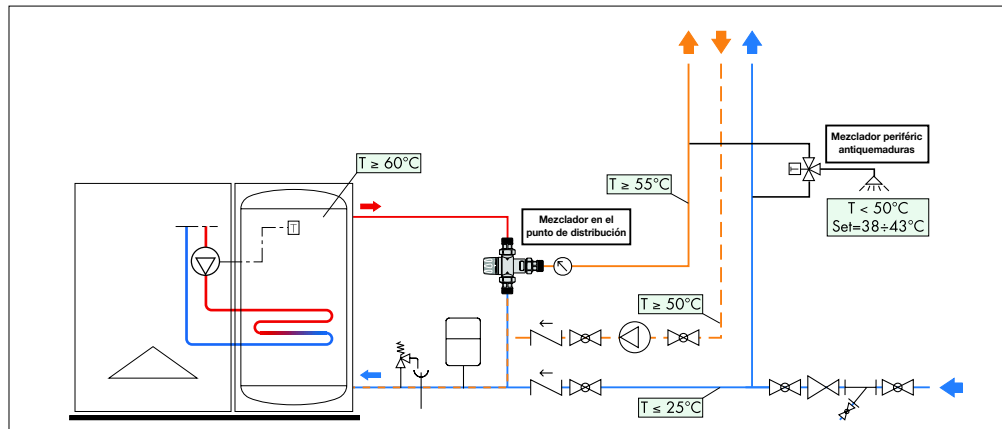 Mezclador periféric
antiquemaduras
T ≥ 60°C
T
T
T ≥ 55°C
T < 50°C
Set=38÷43°C
Mezclador en el
punto de distribución
T ≥ 50°C
T ≤ 25°C